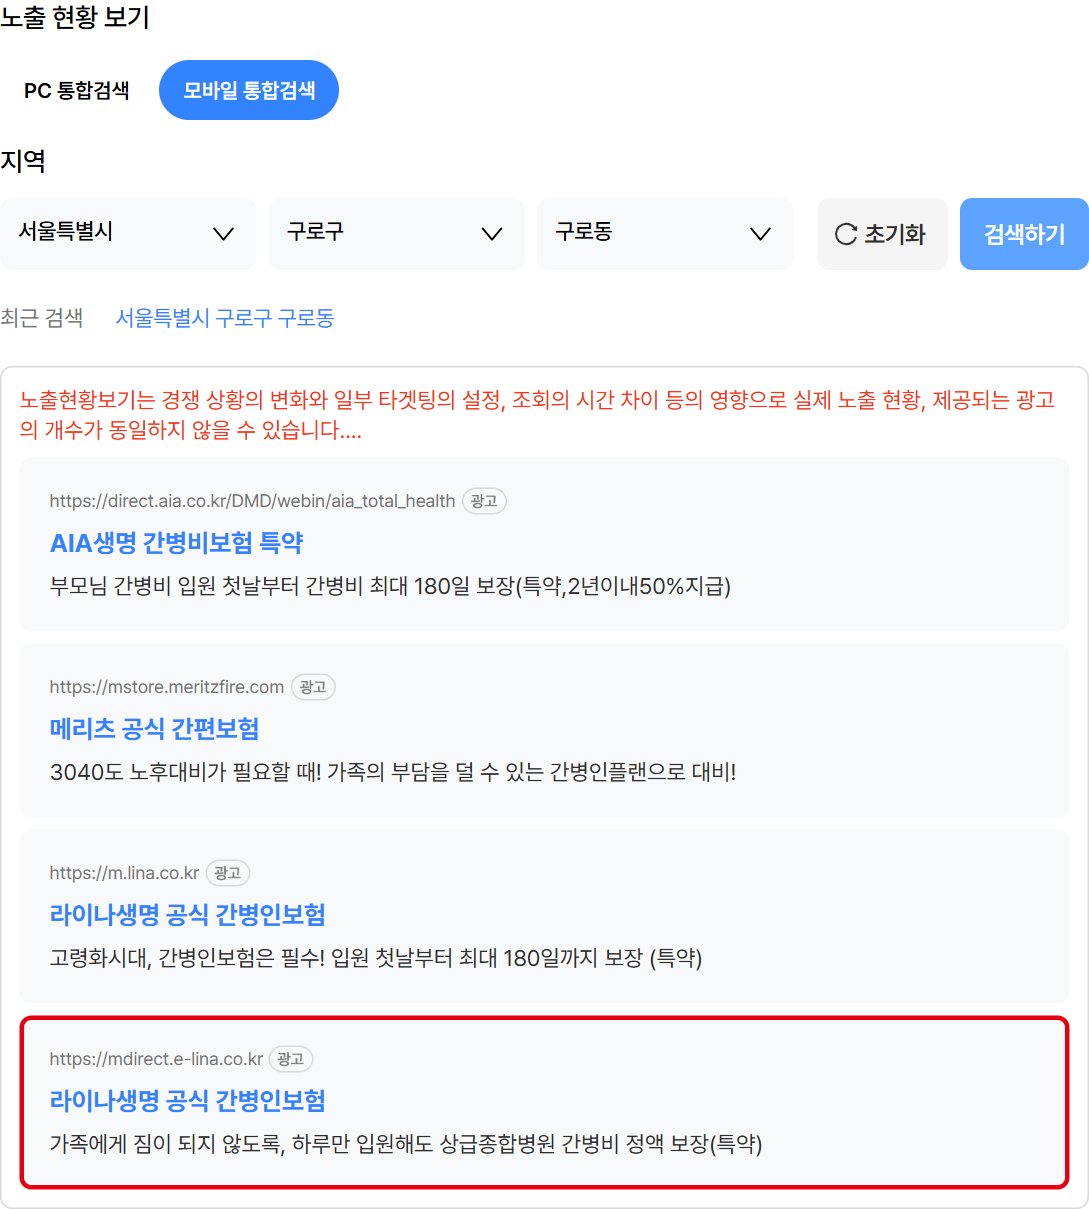 노출 현황 보기
PC 통합검색 모바일 통합검색
지역
서울특별시 구로구 구로동 초기화 검색하기
최근 검색 서울특별시 구로구 구로동
노출현황보기는 경쟁 상황의 변화와 일부 타겟팅의 설정, 조회의 시간 차이 등의 영향으로 실제 노출 현황, 제공되는 광고
의 개수가 동일하지 않을 수 있습니다....
https://direct.aia.co.kr/DMD/webin/aia_total_health 광고
AIA생명 간병비보험 특약
부모님 간병비 입원 첫날부터 간병비 최대 180일 보장(특약,2년이내50%지급)
https://mstore.meritzfire.com 광고
메리츠 공식 간편보험
3040도 노후대비가 필요할 때! 가족의 부담을 덜 수 있는 간병인플랜으로 대비!
https://m.lina.co.kr 광고
라이나생명 공식 간병인보험
고령화시대, 간병인보험은 필수! 입원 첫날부터 최대 180일까지 보장 (특약)
https://mdirect.e-lina.co.kr 광고
라이나생명 공식 간병인보험
가족에게 짐이 되지 않도록, 하루만 입원해도 상급종합병원 간병비 정액 보장(특약)